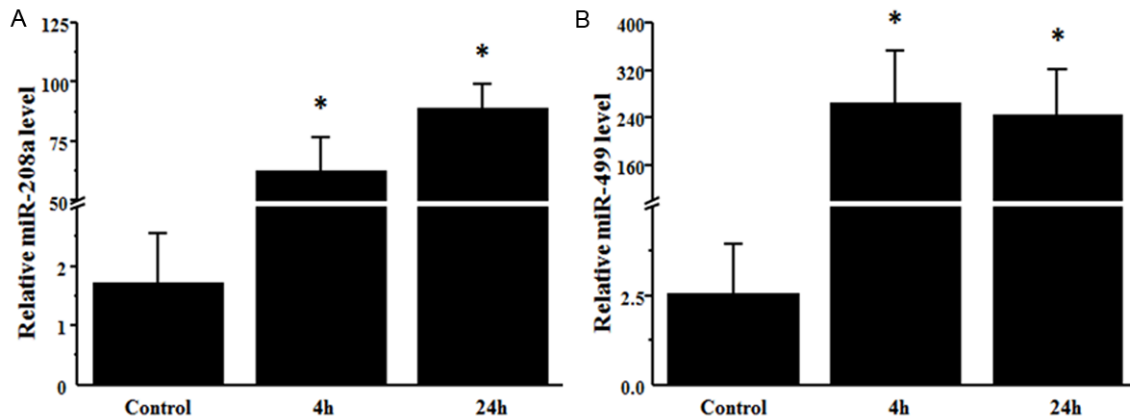 A
Relative miR-208a level
125
100
75
50
2
1
0
*
*
Control
4h
24h
B
Relative miR-499 level
400
320
240
160
2.5
0.0
*
*
Control
4h
24h